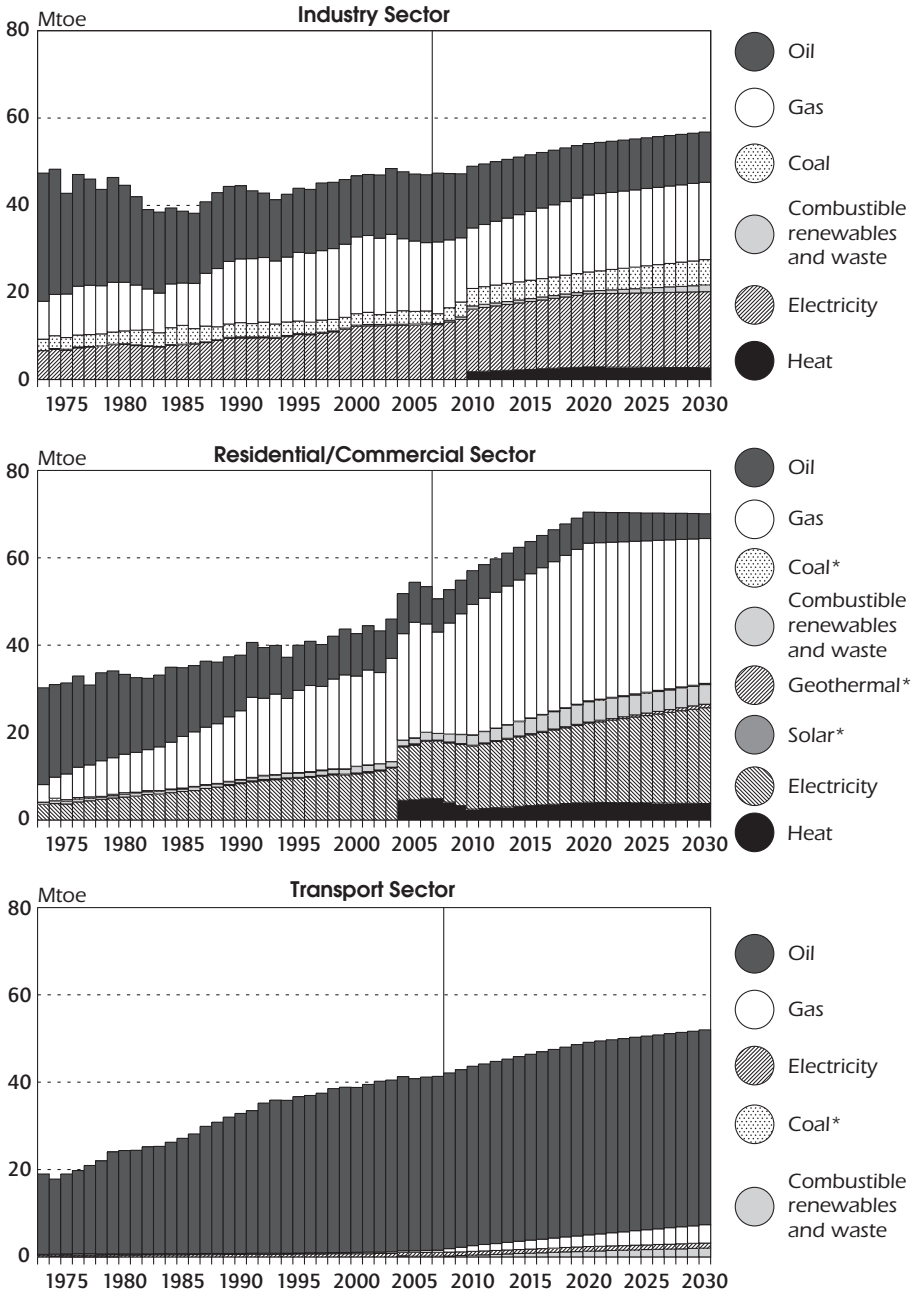 Industry Sector
Mtoe
80
60
40
20
0
1975 1980 1985 1990 1995 2000 2005 2010 2015 2020 2025 2030
Oil
Gas
Coal
Combustible
renewables
and waste
Electricity
Heat
Residential/Commercial Sector
Mtoe
80
60
40
20
0
1975 1980 1985 1990 1995 2000 2005 2010 2015 2020 2025 2030
Oil
Gas
Coal*
Combustible
renewables
and waste
Geothermal*
Solar*
Electricity
Heat
Transport Sector
Mtoe
80
60
40
20
0
1975 1980 1985 1990 1995 2000 2005 2010 2015 2020 2025 2030
Oil
Gas
Electricity
Coal*
Combustible
renewables
and waste